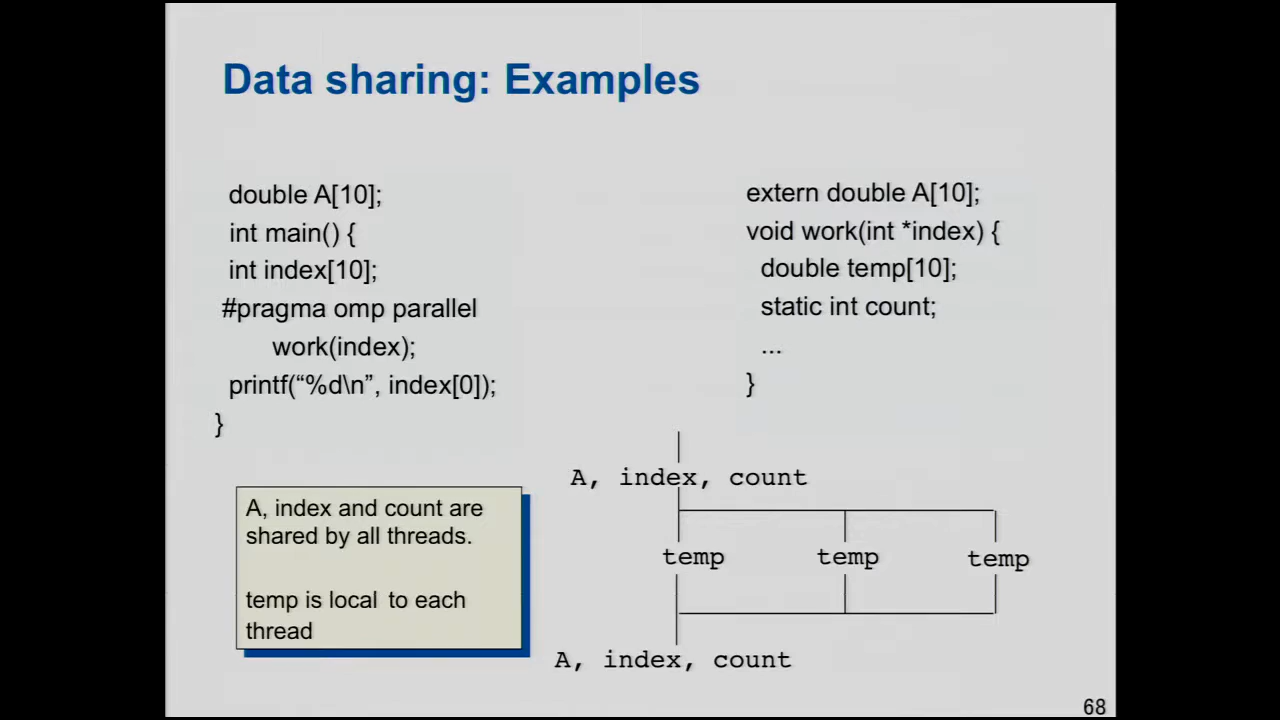 Data sharing: Examples
double A[10];
int main() {
int index[10];
#pragma omp parallel
work(index);
printf(“%d\n”, index[0]);
}
extern double A[10];
void work(int *index) {
double temp[10];
static int count;
...
}
A, index and count are
shared by all threads.
temp is local to each
thread
A, index, count
temp temp temp
A, index, count
68